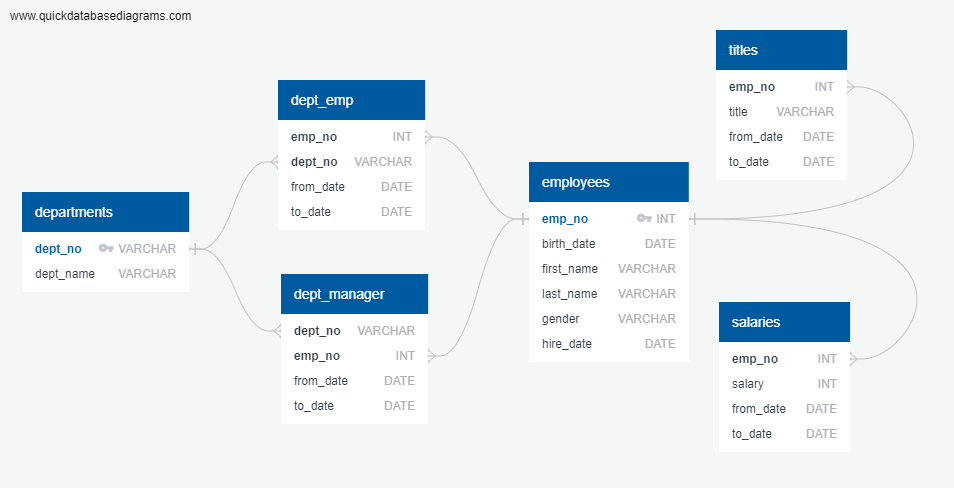 www.quickdatabasediagrams.com
departments
dept_no VARCHAR
dept_name VARCHAR
dept_emp
emp_no INT
dept_no VARCHAR
from_date DATE
to_date DATE
dept_manager
dept_no VARCHAR
emp_no INT
from_date DATE
to_date DATE
employees
emp_no INT
birth_date DATE
first_name VARCHAR
last_name VARCHAR
gender VARCHAR
hire_date DATE
titles
emp_no INT
title VARCHAR
from_date DATE
to_date DATE
salaries
emp_no INT
salary INT
from_date DATE
to_date DATE